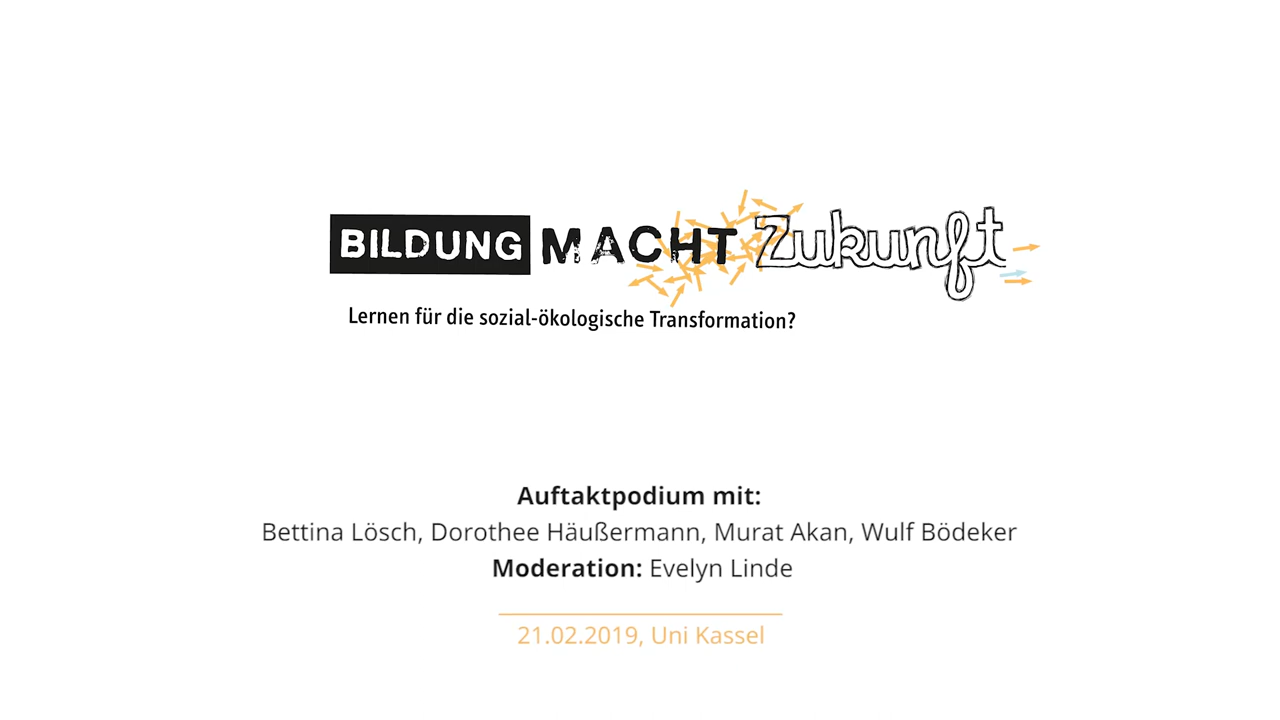 BILDUNG MACHT Zukunft
Lernen für die sozial-ökologische Transformation?
Auftaktpodium mit:
Bettina Lösch, Dorothee Häußermann, Murat Akan, Wulf Bödeker
Moderation: Evelyn Linde
21.02.2019, Uni Kassel